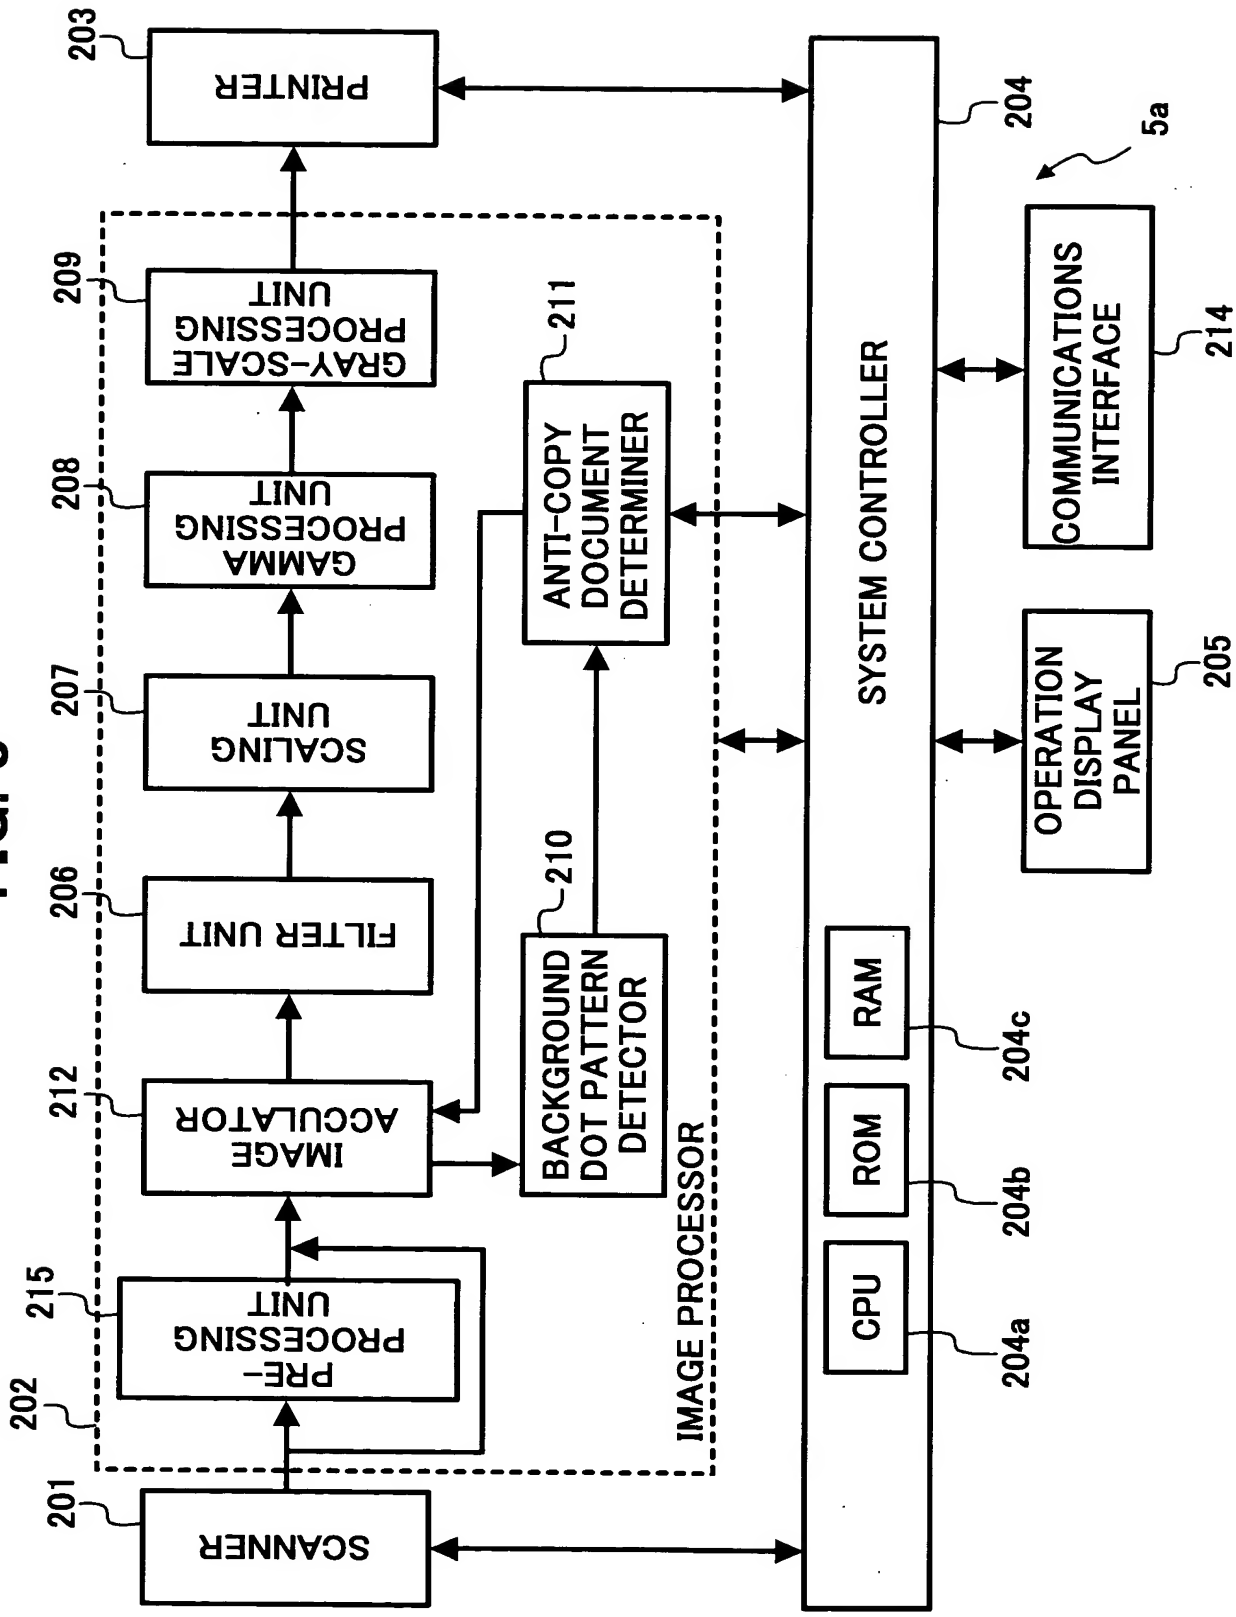 201
202
215
212
206
207
208
209
203
SCANNER
PRE-
PROCESSING
UNIT
IMAGE
ACCULATOR
FILTER UNIT
SCALING
UNIT
GAMMA
PROCESSING
UNIT
GRAY-SCALE
PROCESSING
UNIT
PRINTER
210
211
BACKGROUND
DOT PATTERN
DETECTOR
ANTI-COPY
DOCUMENT
DETERMINER
IMAGE PROCESSOR
CPU
ROM
RAM
SYSTEM CONTROLLER
204a
204b
204c
204
OPERATION
DISPLAY
PANEL
COMMUNICATIONS
INTERFACE
5a
205
214